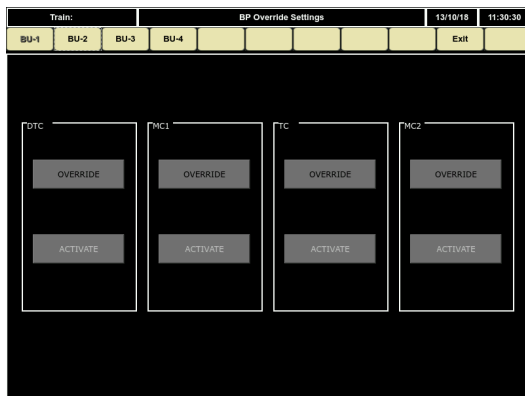 Train: BP Override Settings 13/10/18 11:30:30
BU-1 BU-2 BU-3 BU-4 Exit
DTC MC1 TC MC2
OVERRIDE OVERRIDE OVERRIDE OVERRIDE
ACTIVATE ACTIVATE ACTIVATE ACTIVATE